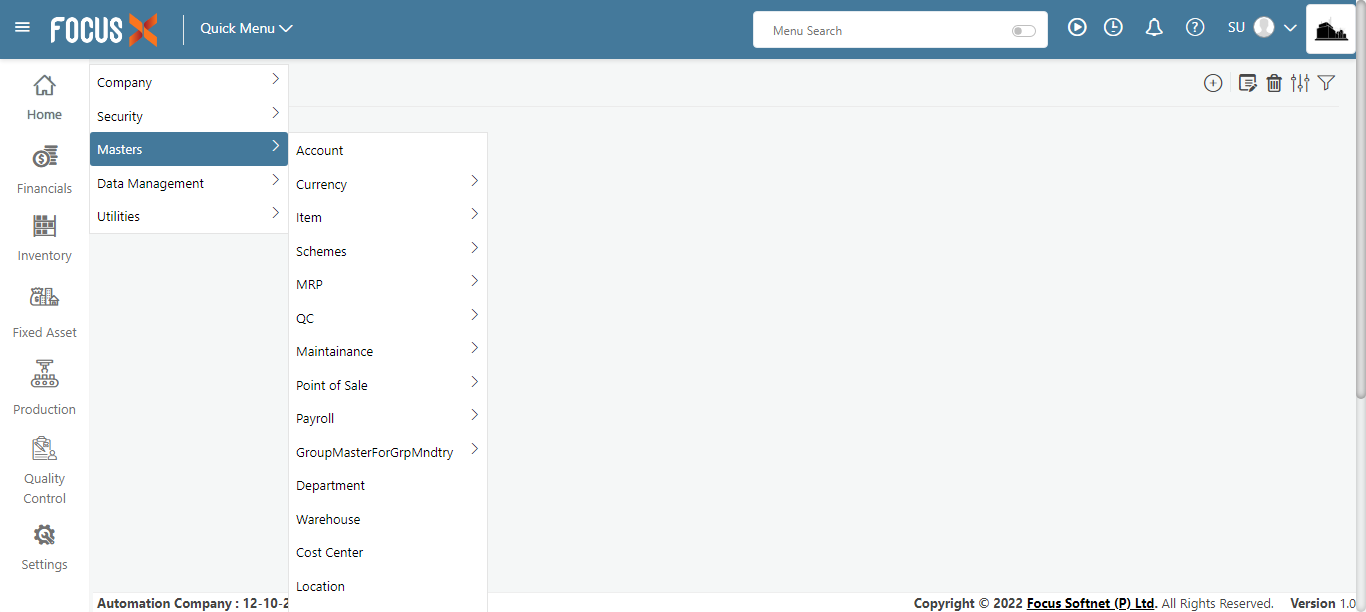 FOCUS X
Quick Menu
Menu Search
SU
Home
Financials
Inventory
Fixed Asset
Production
Quality
Control
Settings
Company
Security
Masters
Data Management
Utilities
Account
Currency
Item
Schemes
MRP
QC
Maintainance
Point of Sale
Payroll
GroupMasterForGrpMndtry
Department
Warehouse
Cost Center
Location
Automation Company : 12-10-2
Copyright © 2022 Focus Softnet (P) Ltd. All Rights Reserved. Version 1.0